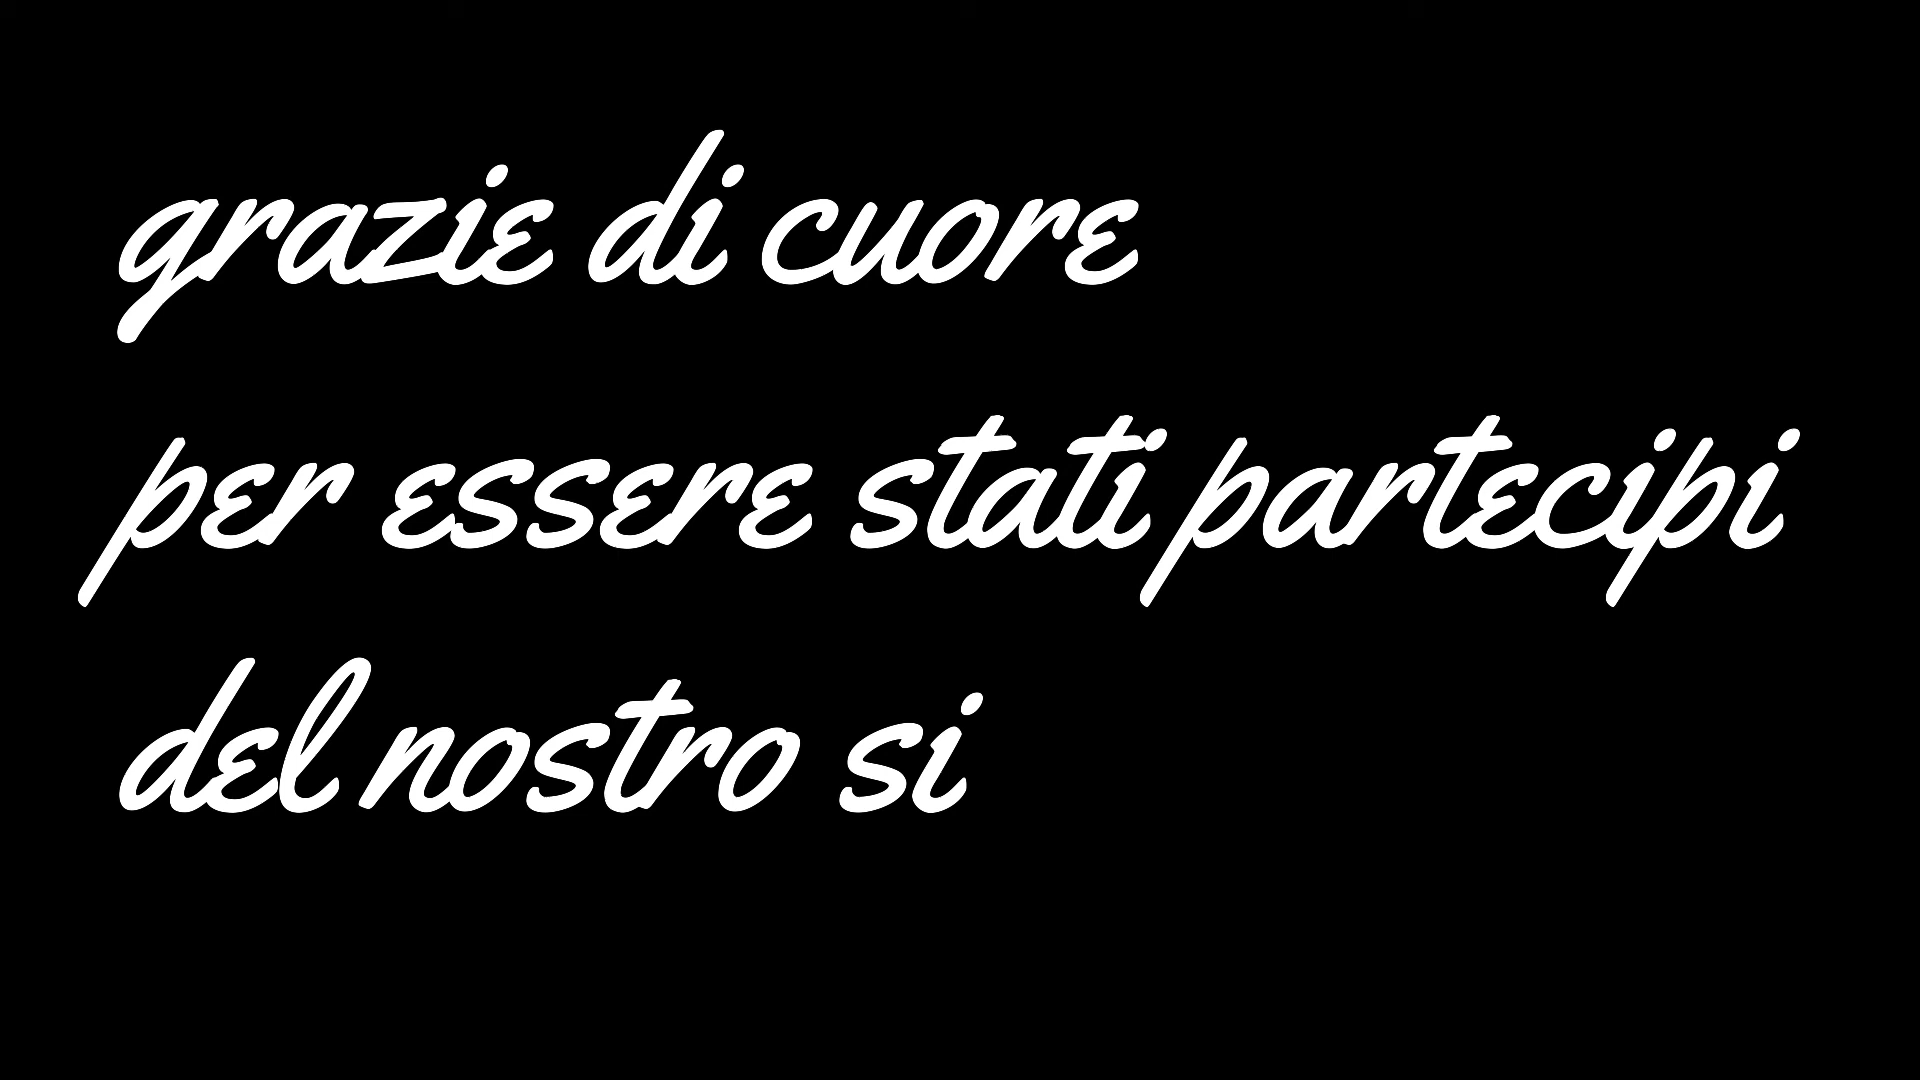 grazie di cuore
per essere stati partecipi
del nostro si